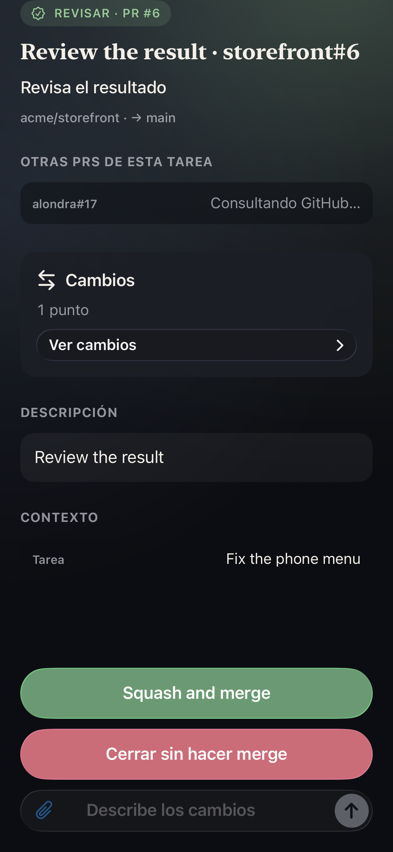 REVISAR · PR #6
Review the result · storefront#6
Revisa el resultado
acme/storefront · → main
OTRAS PRS DE ESTA TAREA
alondra#17 Consultando GitHub...
Cambios
1 punto
Ver cambios
DESCRIPCIÓN
Review the result
CONTEXTO
Tarea Fix the phone menu
Squash and merge
Cerrar sin hacer merge
Describe los cambios